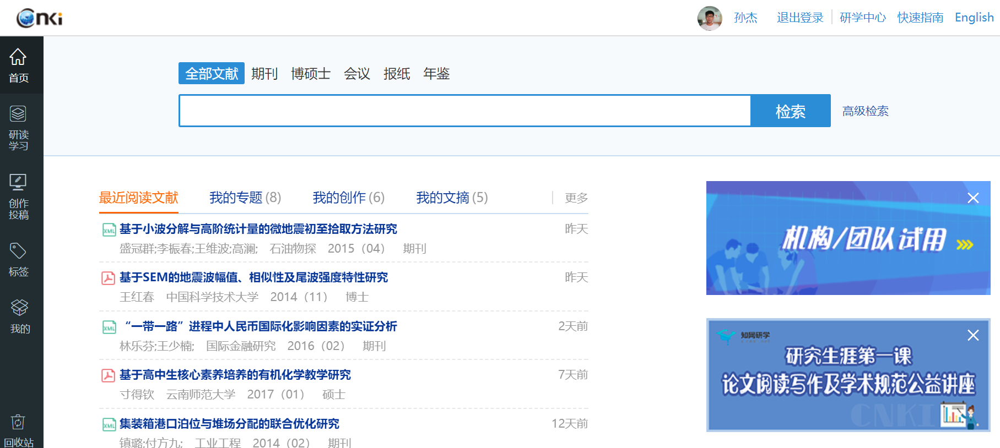 Cnki
孙杰 退出登录 研学中心 快速指南 English
首页
研读
学习
创作
投稿
标签
我的
回收站
全部文献 期刊 博硕士 会议 报纸 年鉴
检索 高级检索
最近阅读文献 我的专题(8) 我的创作(6) 我的文摘(5) 更多
XML 基于小波分解与高阶统计量的微地震初至拾取方法研究 昨天
盛冠群;李振春;王维波;高澜; 石油物探 2015（04） 期刊
基于SEM的地震波幅值、相似性及尾波强度特性研究 昨天
王红春 中国科学技术大学 2014（11） 博士
XML “一带一路”进程中人民币国际化影响因素的实证分析 2天前
林乐芬;王少楠; 国际金融研究 2016（02） 期刊
基于高中生核心素养培养的有机化学教学研究 7天前
寸得钦 云南师范大学 2017（01） 硕士
XML 集装箱港口泊位与堆场分配的联合优化研究 12天前
镇璐;付方九; 工业工程 2014（02） 期刊
机构/团队试用
知网研学
研究生涯第一课
论文阅读写作及学术规范公益讲座
CNKI